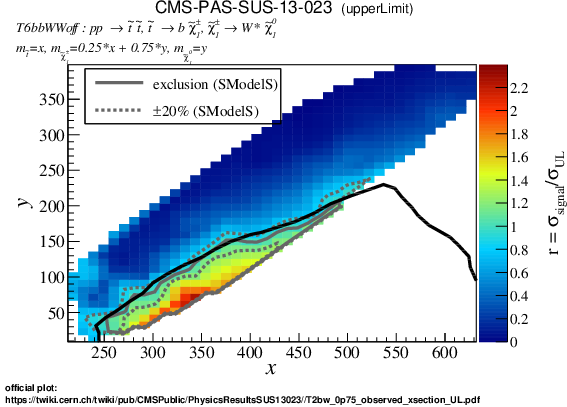 CMS-PAS-SUS-13-023 (upperLimit)
T6bbWWoff : pp → t̃ t̃, t̃ → b χ̃₁±, χ̃₁± → W* χ̃₁⁰
m_t̃=x, m_χ̃₁±=0.25*x + 0.75*y, m_χ̃₁⁰=y
exclusion (SModelS)
±20% (SModelS)
350
300
250
200
150
100
50
y
250 300 350 400 450 500 550 600
x
2.2
2
1.8
1.6
1.4
1.2
1
0.8
0.6
0.4
0.2
0
r = σsignal/σUL
official plot:
https://twiki.cern.ch/twiki/pub/CMSPublic/PhysicsResultsSUS13023//T2bw_0p75_observed_xsection_UL.pdf